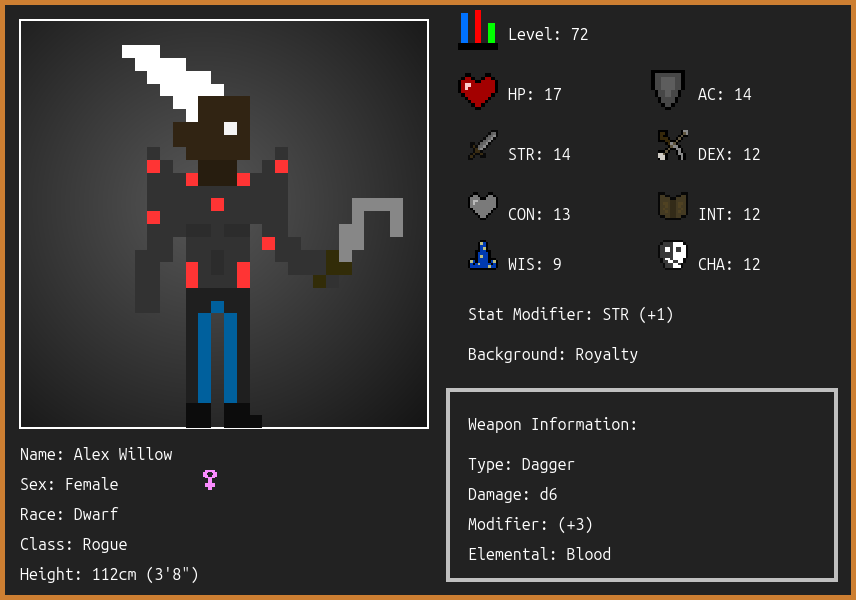 Level: 72
HP: 17
AC: 14
STR: 14
DEX: 12
CON: 13
INT: 12
WIS: 9
CHA: 12
Stat Modifier: STR (+1)
Background: Royalty
Name: Alex Willow
Sex: Female
Race: Dwarf
Class: Rogue
Height: 112cm (3'8")
Weapon Information:
Type: Dagger
Damage: d6
Modifier: (+3)
Elemental: Blood